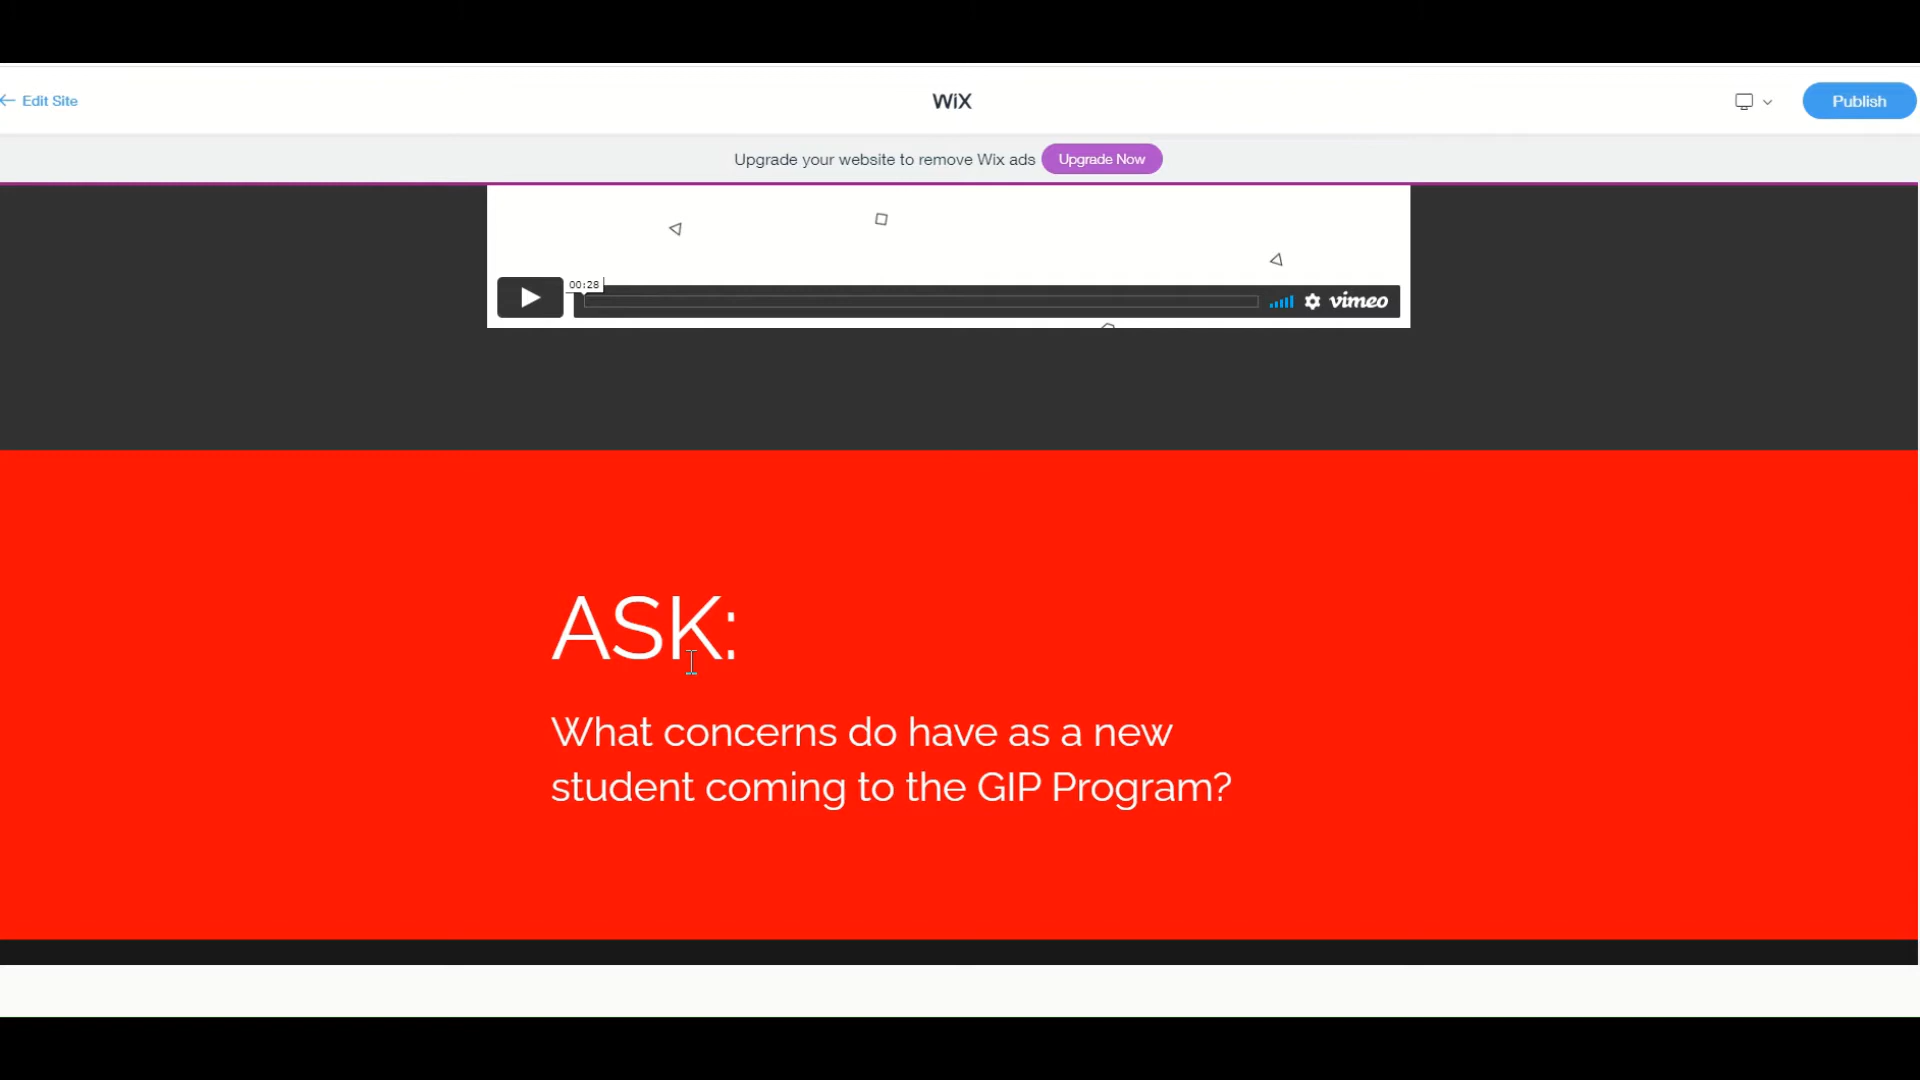 Edit Site
WiX
Publish
Upgrade your website to remove Wix ads
Upgrade Now
00:28
vimeo
ASK:
What concerns do have as a new
student coming to the GIP Program?